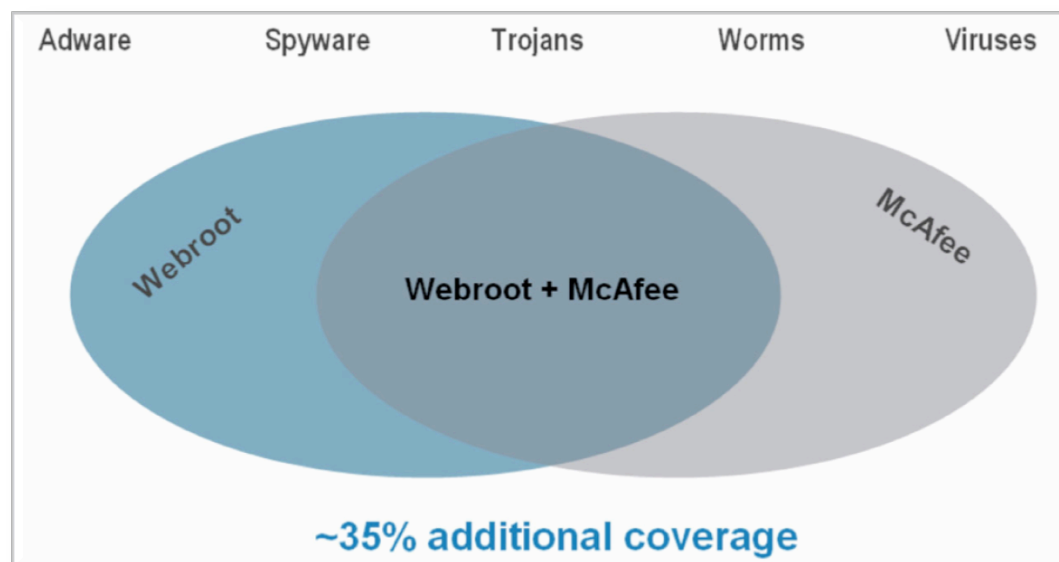 Adware Spyware Trojans Worms Viruses
Webroot
McAfee
Webroot + McAfee
~35% additional coverage